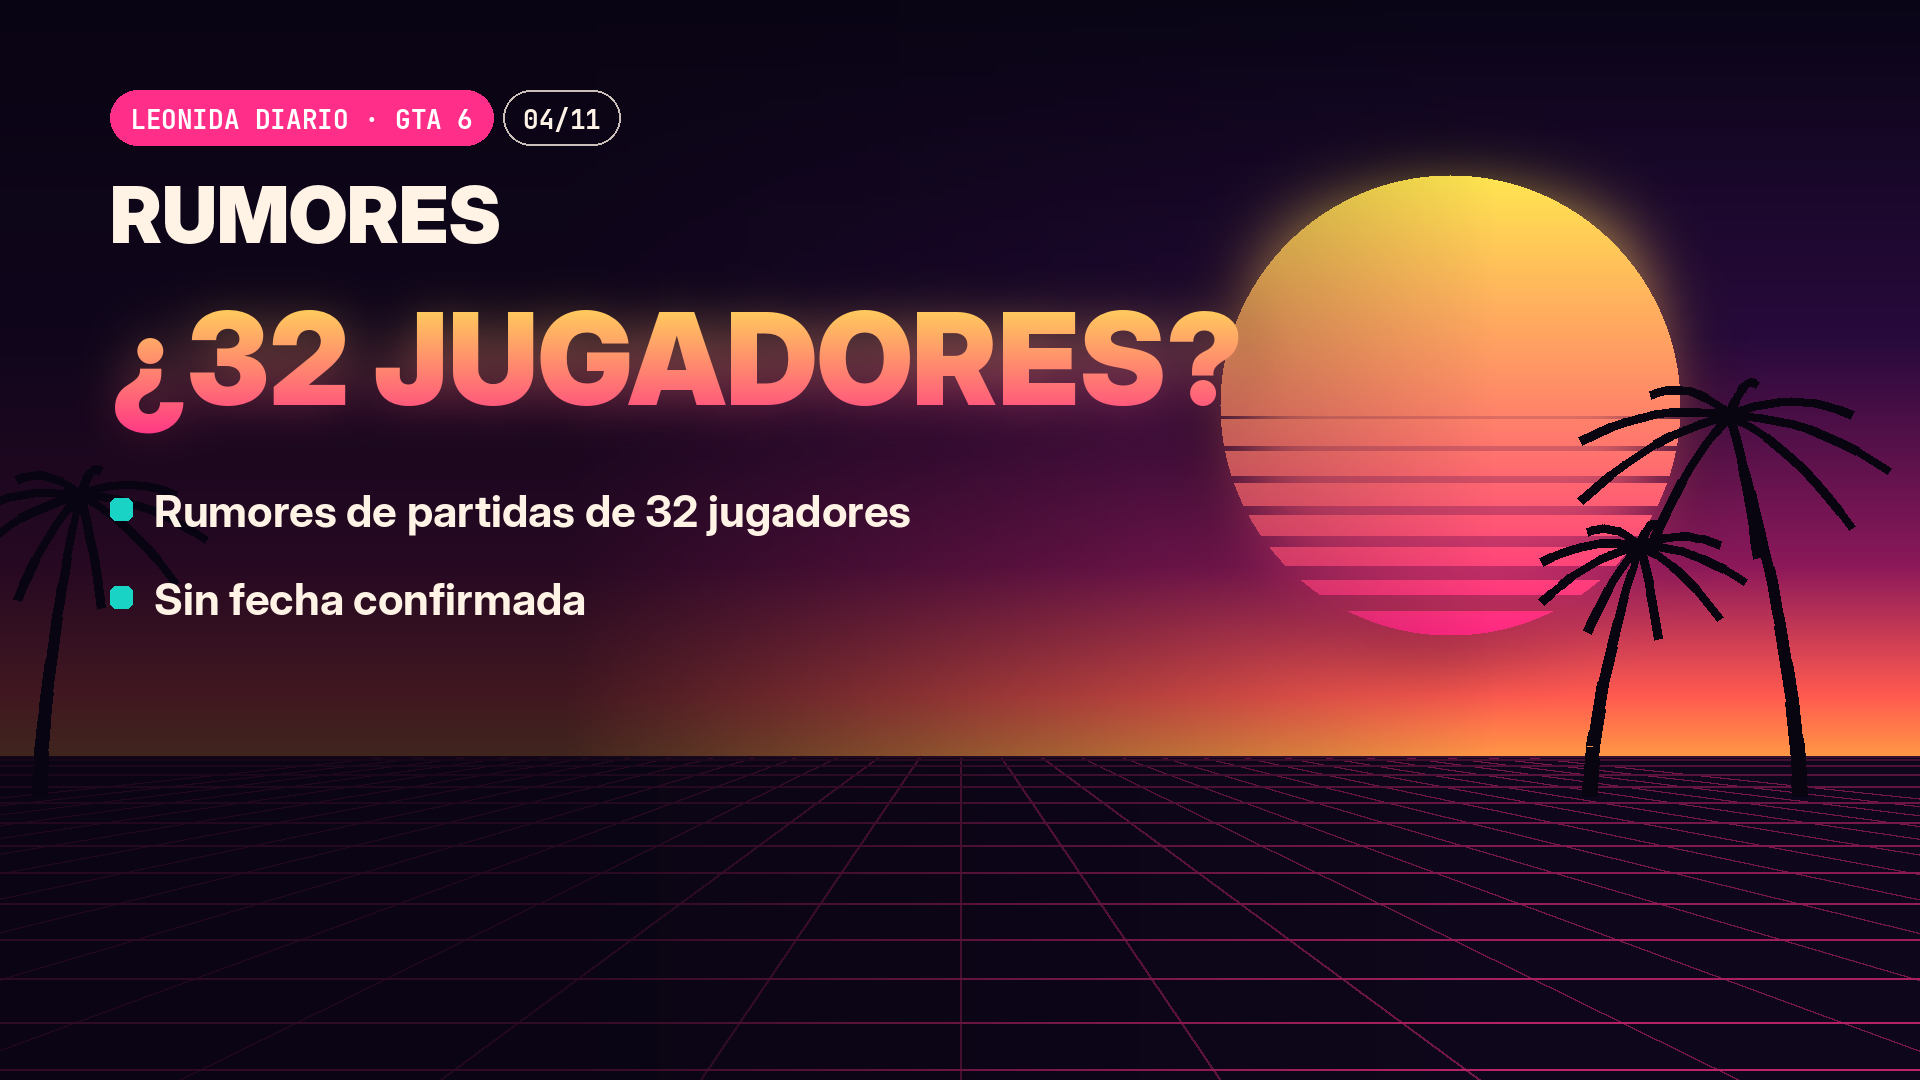 LEONIDA DIARIO · GTA 6
04/11
RUMORES
¿32 JUGADORES?
Rumores de partidas de 32 jugadores
Sin fecha confirmada